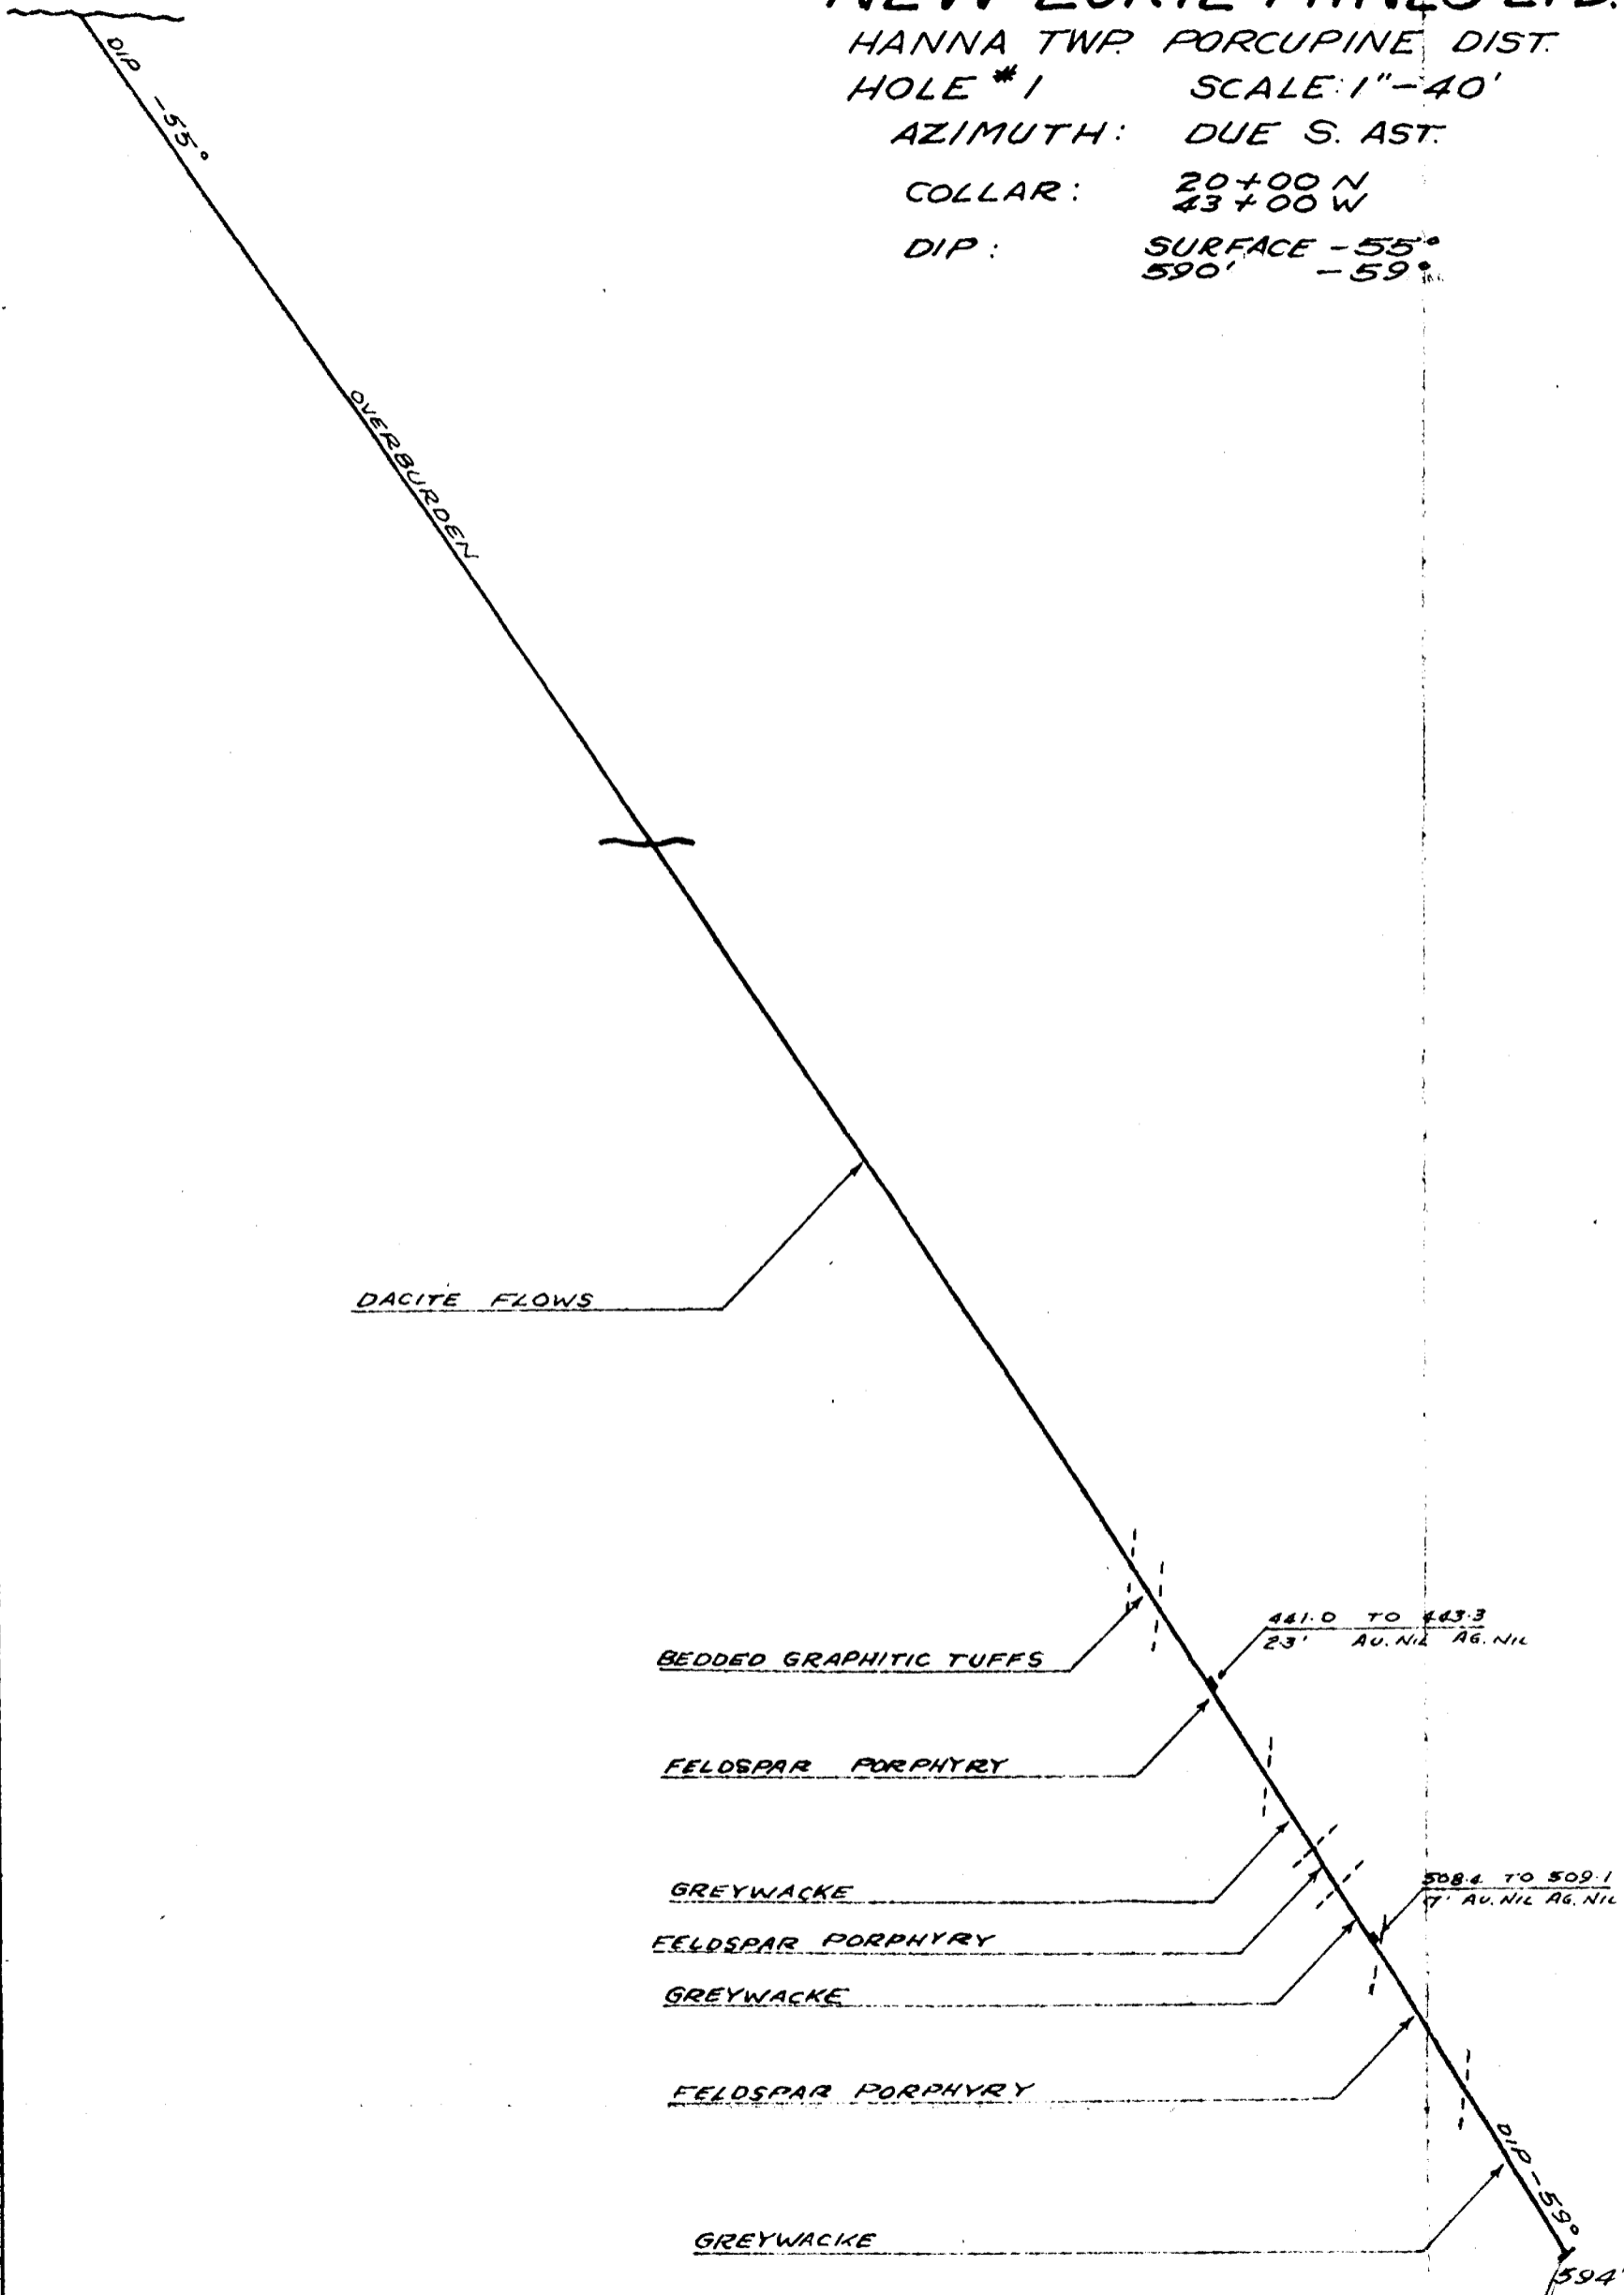 HANNA TWP. PORCUPINE DIST.
HOLE #1 SCALE: 1"-40'
AZIMUTH: DUE S. AST.
COLLAR: 20+00 N
43+00 W
DIP: SURFACE -55°
590' -59°
DIP -55°
OVERBURDEN
DACITE FLOWS
441.0 TO 443.3
2.3' AU. NIL AG. NIL
BEDDED GRAPHITIC TUFFS
FELDSPAR PORPHYRY
508.4 TO 509.1
.7' AU. NIL AG. NIL
GREYWACKE
FELDSPAR PORPHYRY
GREYWACKE
FELDSPAR PORPHYRY
DIP -59°
GREYWACKE
594'